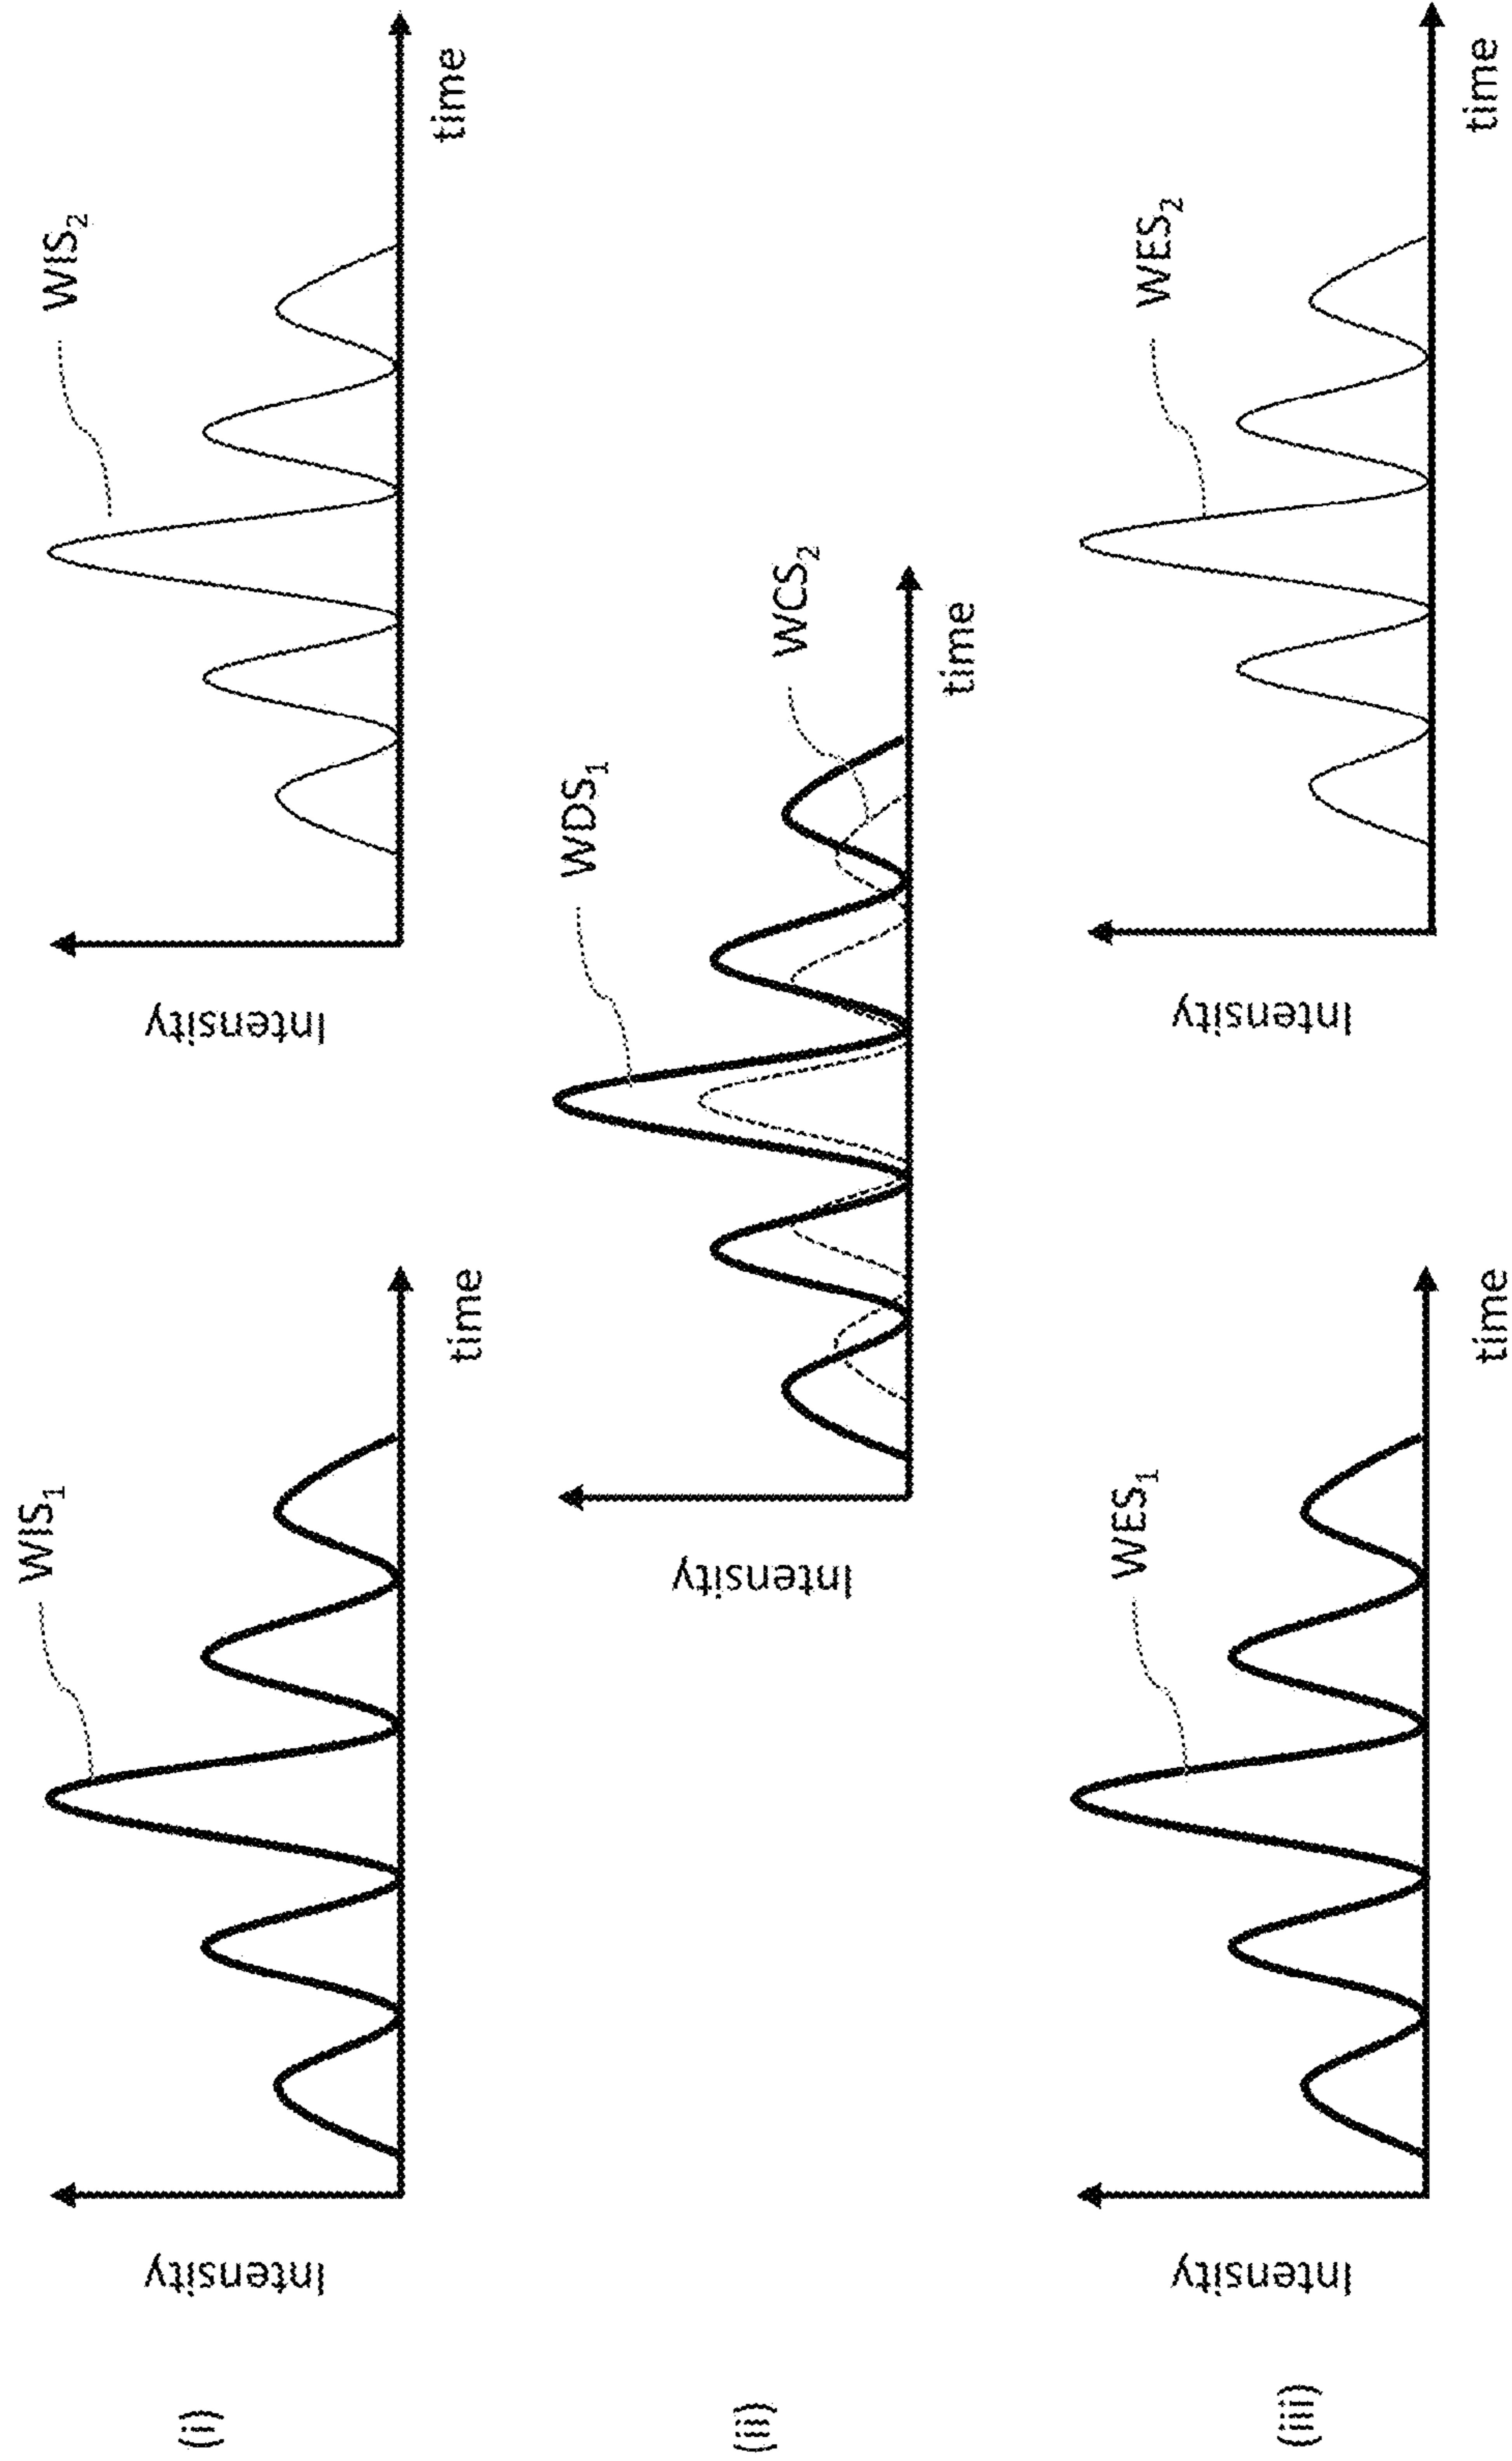 (i)
Intensity
WIS1
time
Intensity
WIS2
time
(ii)
Intensity
WDS1
WCS2
time
(iii)
Intensity
WES1
time
Intensity
WES2
time